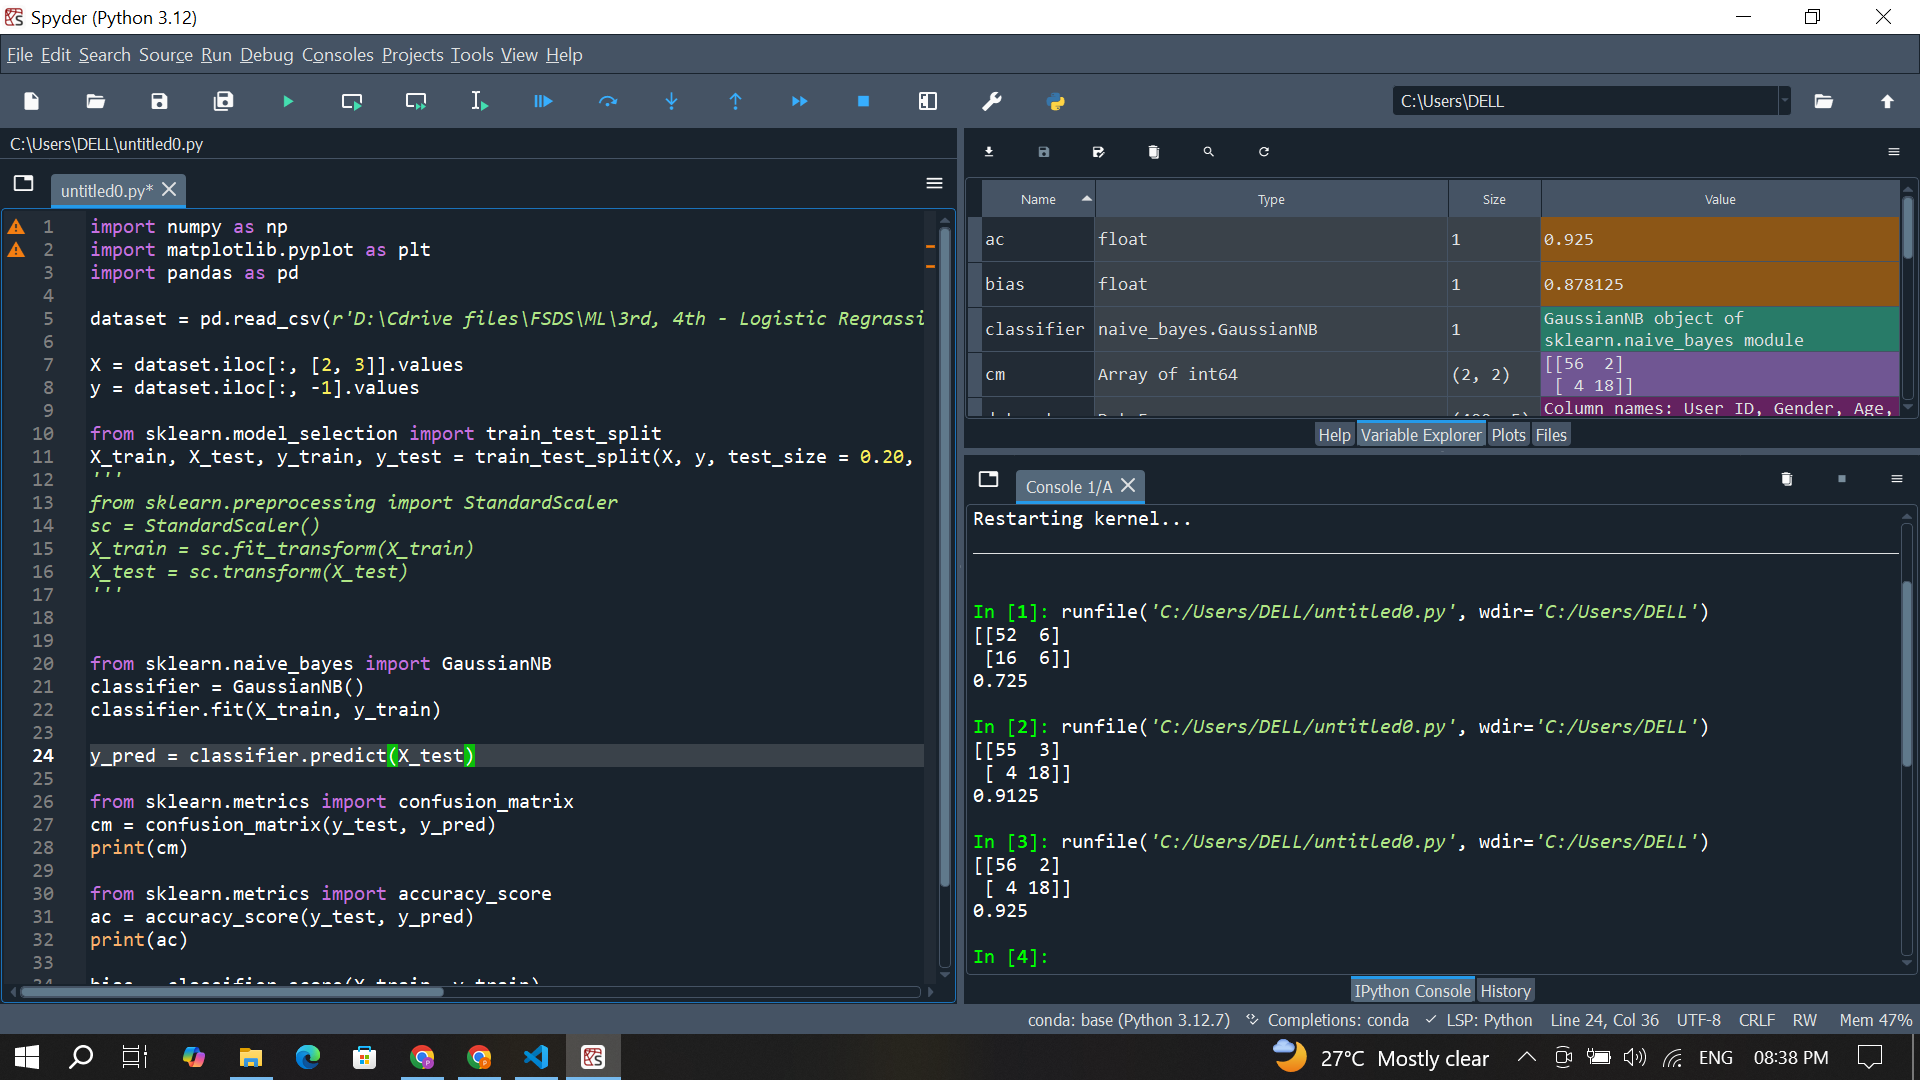 Spyder (Python 3.12)
File Edit Search Source Run Debug Consoles Projects Tools View Help
C:\Users\DELL
C:\Users\DELL\untitled0.py
untitled0.py*
1 import numpy as np
2 import matplotlib.pyplot as plt
3 import pandas as pd
4
5 dataset = pd.read_csv(r'D:\Cdrive files\FSDS\ML\3rd, 4th - Logistic Regrassi
6
7 X = dataset.iloc[:, [2, 3]].values
8 y = dataset.iloc[:, -1].values
9
10 from sklearn.model_selection import train_test_split
11 X_train, X_test, y_train, y_test = train_test_split(X, y, test_size = 0.20,
12 '''
13 from sklearn.preprocessing import StandardScaler
14 sc = StandardScaler()
15 X_train = sc.fit_transform(X_train)
16 X_test = sc.transform(X_test)
17 '''
18
19
20 from sklearn.naive_bayes import GaussianNB
21 classifier = GaussianNB()
22 classifier.fit(X_train, y_train)
23
24 y_pred = classifier.predict(X_test)
25
26 from sklearn.metrics import confusion_matrix
27 cm = confusion_matrix(y_test, y_pred)
28 print(cm)
29
30 from sklearn.metrics import accuracy_score
31 ac = accuracy_score(y_test, y_pred)
32 print(ac)
33
34 bias = classifier.score(X_train, y_train)
Name Type Size Value
ac float 1 0.925
bias float 1 0.878125
classifier naive_bayes.GaussianNB 1 GaussianNB object of
sklearn.naive_bayes module
cm Array of int64 (2, 2) [[56  2]
[ 4 18]]
Column names: User ID, Gender, Age,
Help Variable Explorer Plots Files
Console 1/A
Restarting kernel...
In [1]: runfile('C:/Users/DELL/untitled0.py', wdir='C:/Users/DELL')
[[52  6]
[16  6]]
0.725
In [2]: runfile('C:/Users/DELL/untitled0.py', wdir='C:/Users/DELL')
[[55  3]
[ 4 18]]
0.9125
In [3]: runfile('C:/Users/DELL/untitled0.py', wdir='C:/Users/DELL')
[[56  2]
[ 4 18]]
0.925
In [4]:
IPython Console History
conda: base (Python 3.12.7) Completions: conda LSP: Python Line 24, Col 36 UTF-8 CRLF RW Mem 47%
27°C Mostly clear ENG 08:38 PM